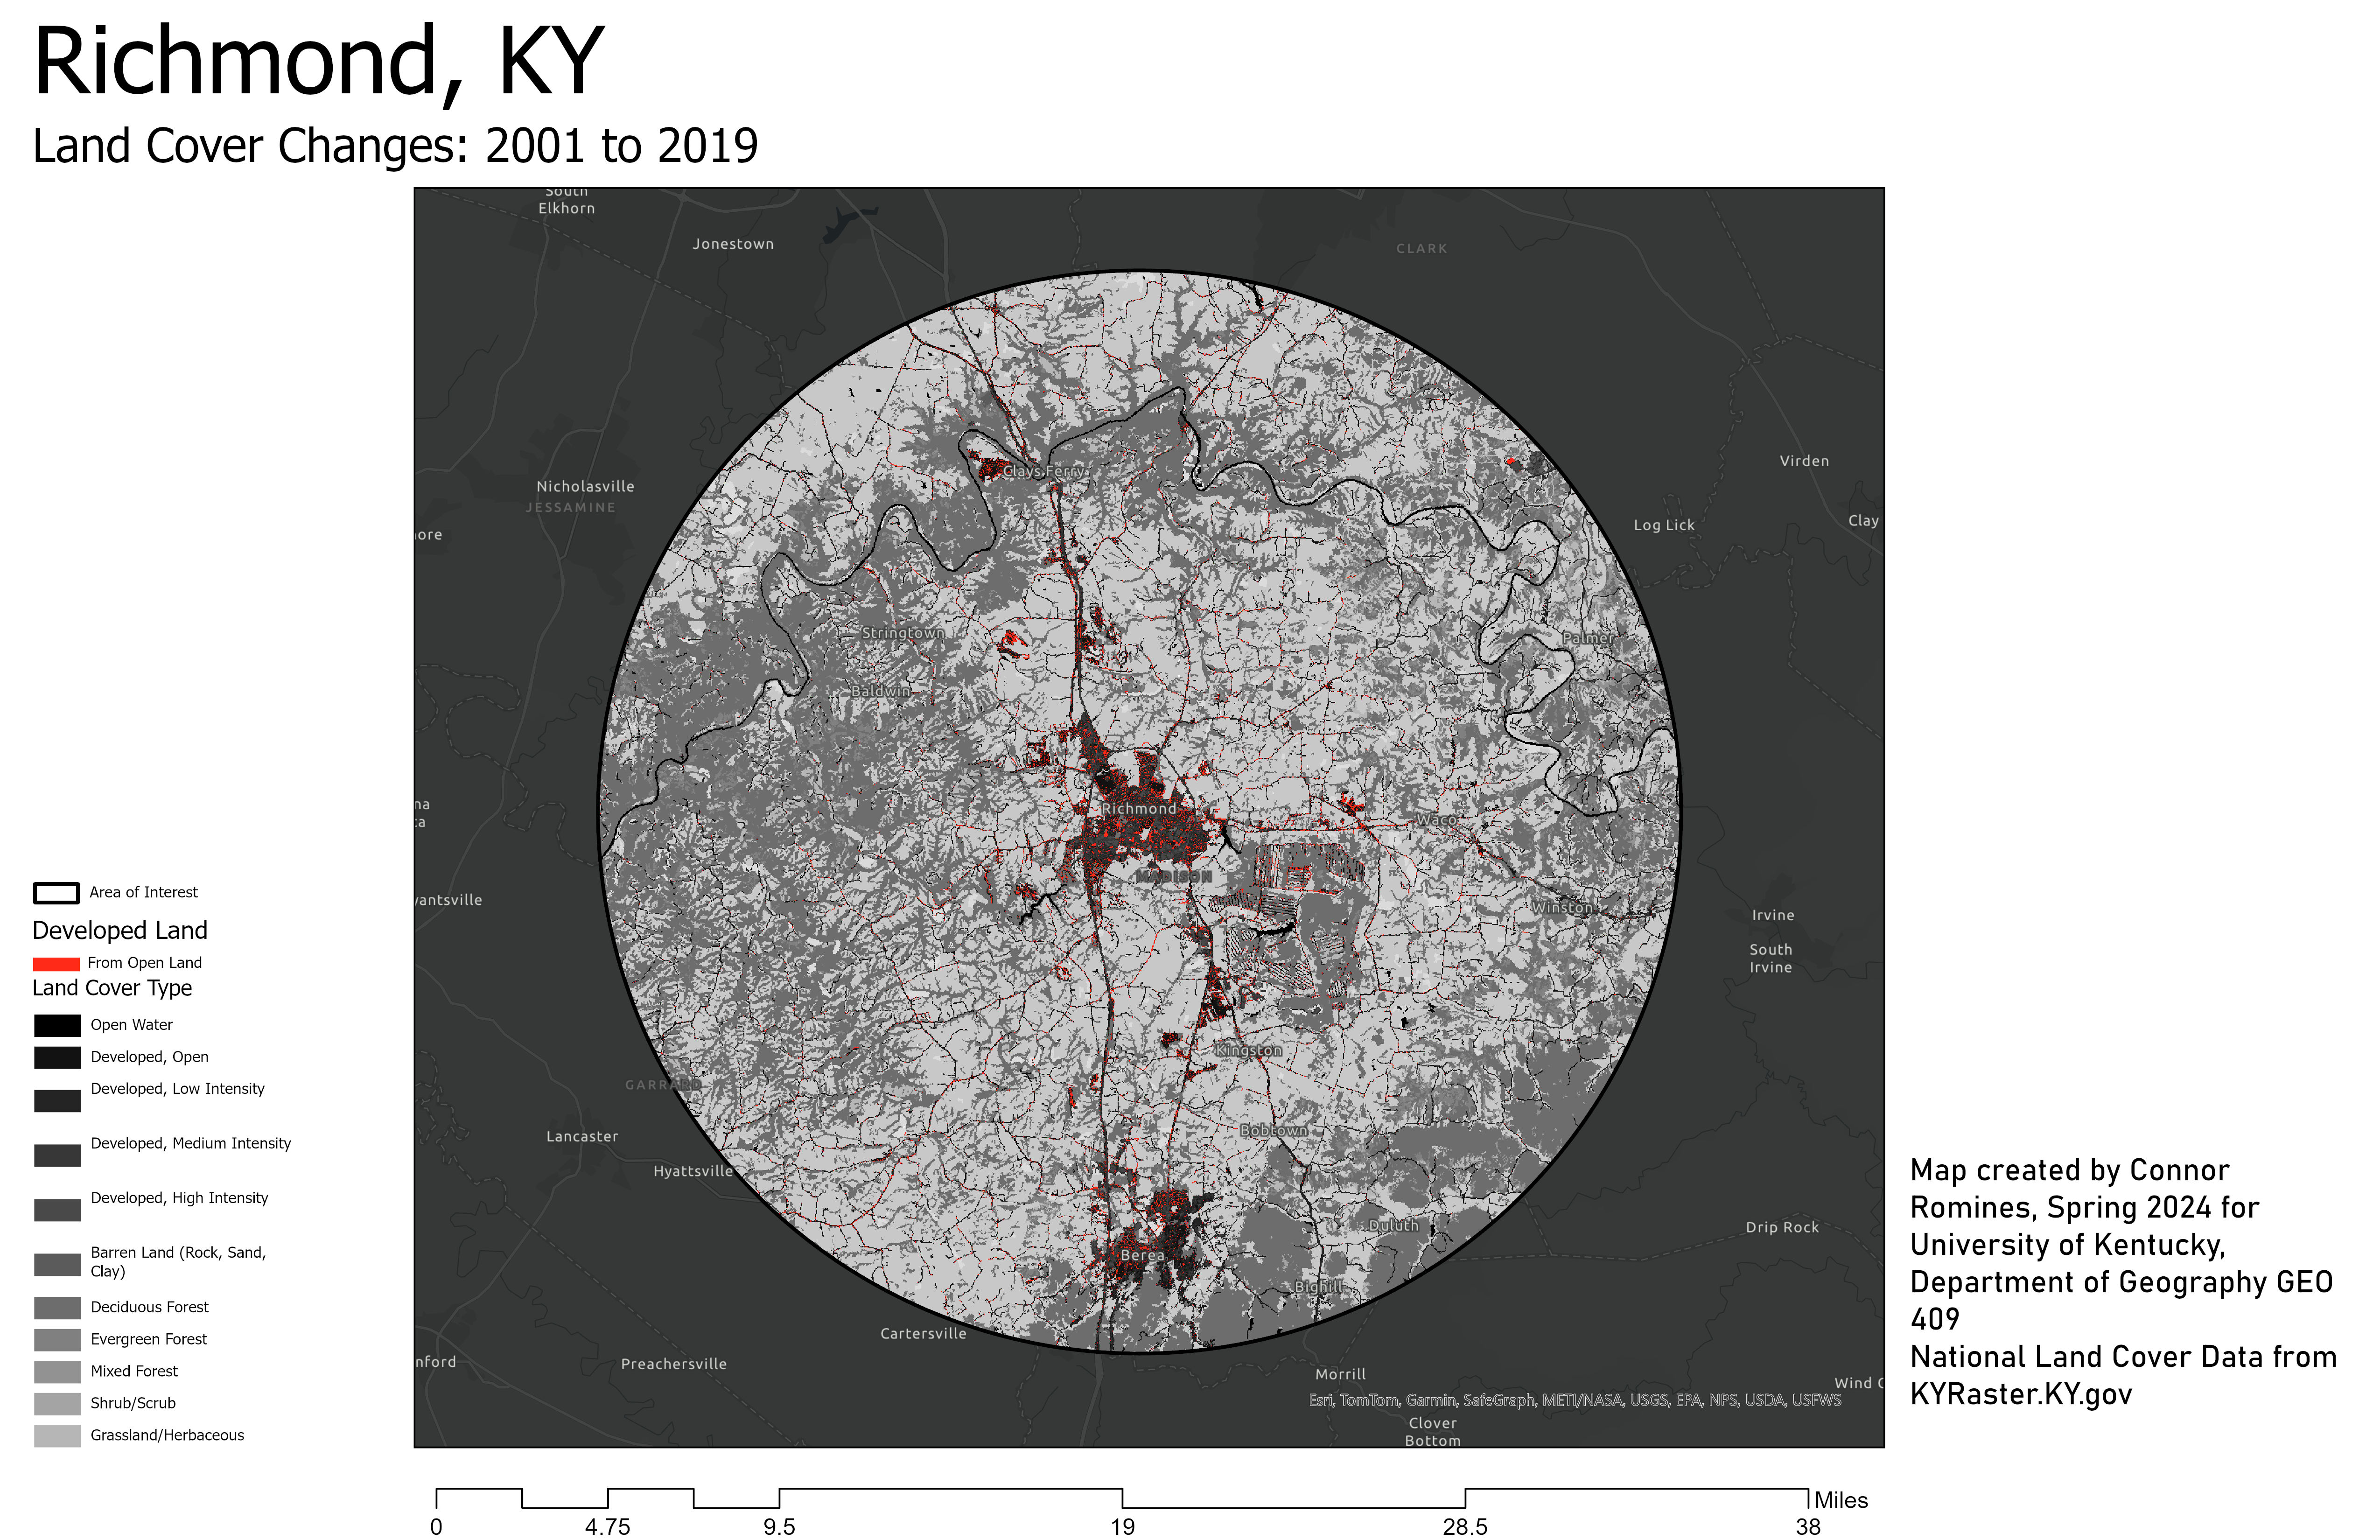 Richmond, KY
Land Cover Changes: 2001 to 2019
South
Elkhorn
Jonestown
CLARK
Nicholasville
JESSAMINE
Clays Ferry
Virden
Log Lick
Clay
ore
Stringtown
Palmer
Baldwin
na
ca
Richmond
Waco
MADISON
vantsville
Winston
Irvine
South
Irvine
Kingston
GARRARD
Lancaster
Bobtown
Hyattsville
Duluth
Drip Rock
Berea
Bighill
Cartersville
nford
Preachersville
Morrill
Wind C
Esri, TomTom, Garmin, SafeGraph, METI/NASA, USGS, EPA, NPS, USDA, USFWS
Clover
Bottom
Area of Interest
Developed Land
From Open Land
Land Cover Type
Open Water
Developed, Open
Developed, Low Intensity
Developed, Medium Intensity
Developed, High Intensity
Barren Land (Rock, Sand,
Clay)
Deciduous Forest
Evergreen Forest
Mixed Forest
Shrub/Scrub
Grassland/Herbaceous
Map created by Connor
Romines, Spring 2024 for
University of Kentucky,
Department of Geography GEO
409
National Land Cover Data from
KYRaster.KY.gov
Miles
0 4.75 9.5 19 28.5 38